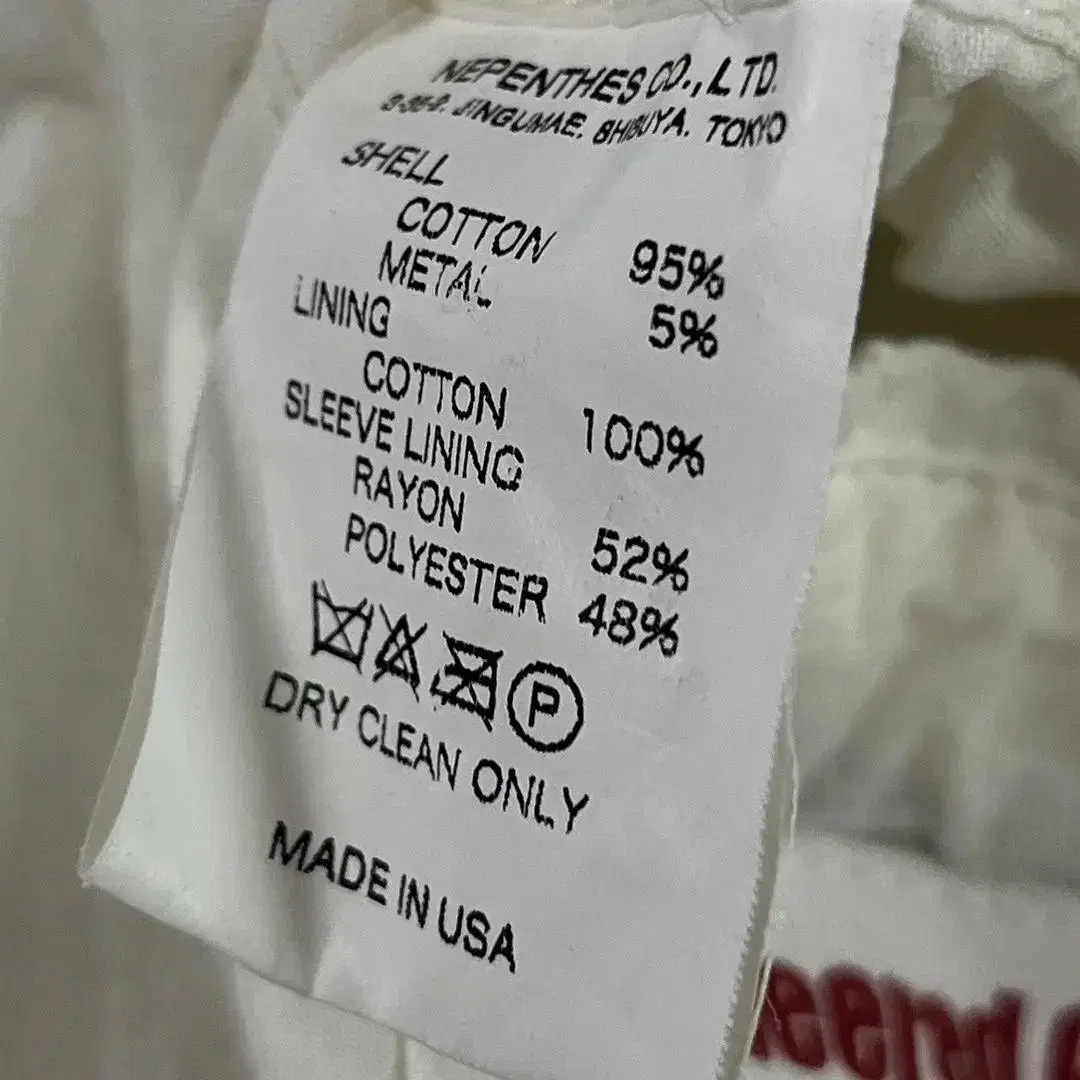 NEPENTHES CO., LTD.
JINGUMAE. SHIBUYA. TOKYO
SHELL
COTTON 95%
METAL 5%
LINING
COTTON 100%
SLEEVE LINING
RAYON 52%
POLYESTER 48%
P
DRY CLEAN ONLY
MADE IN USA